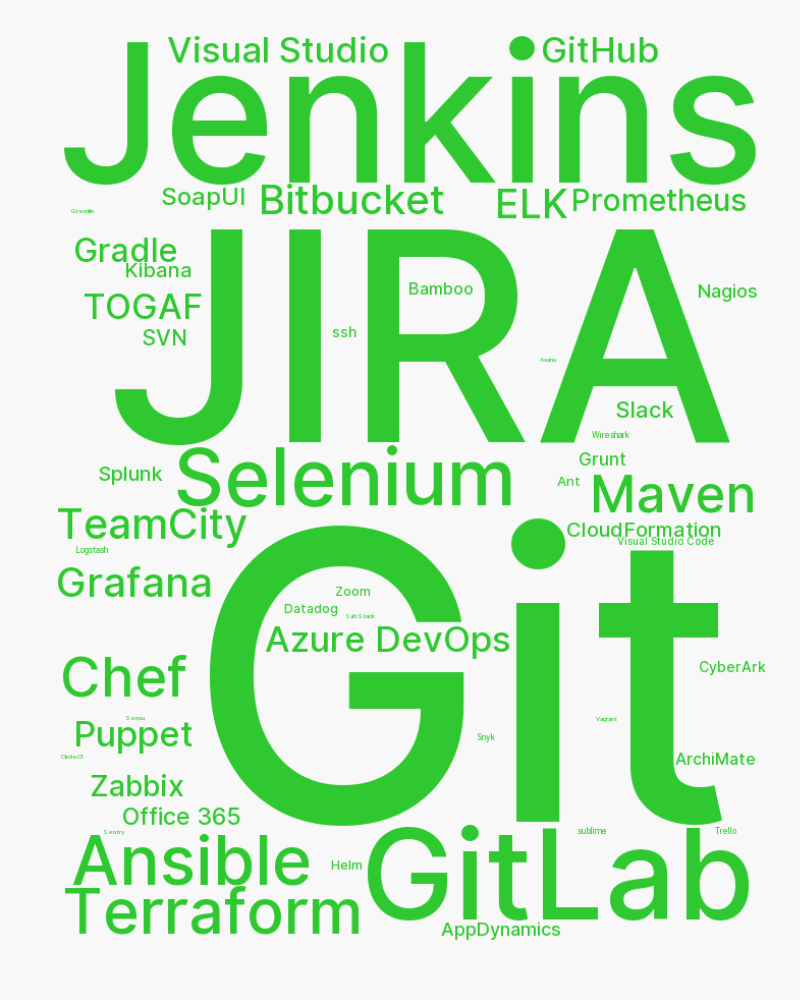 Visual Studio
GitHub
Jenkins
SoapUI
Bitbucket
ELK
Prometheus
Gremlin
Gradle
Kibana
JIRA
Bamboo
Nagios
TOGAF
SVN
ssh
Asana
Slack
Wireshark
Selenium
Grunt
Splunk
Ant
Maven
TeamCity
CloudFormation
Visual Studio Code
Logstash
Grafana
Git
Zoom
Datadog
SaltStack
Azure DevOps
Chef
CyberArk
Sensu
Vagrant
Puppet
Snyk
CircleCI
ArchiMate
Zabbix
Office 365
Sentry
sublime
Trello
Ansible
Helm
GitLab
Terraform
AppDynamics